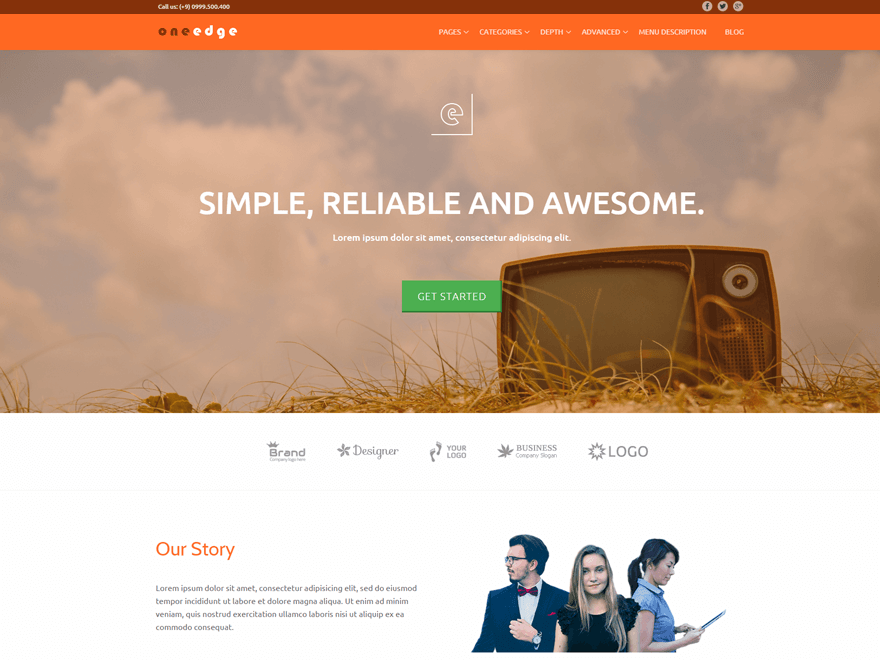 Call us: (+9) 0999.500.400
oneedge
PAGES CATEGORIES DEPTH ADVANCED MENU DESCRIPTION BLOG
e
SIMPLE, RELIABLE AND AWESOME.
Lorem ipsum dolor sit amet, consectetur adipiscing elit.
GET STARTED
Brand
Company logo here
Designer
YOUR
LOGO
BUSINESS
Company Slogan
LOGO
Our Story
Lorem ipsum dolor sit amet, consectetur adipisicing elit, sed do eiusmod
tempor incididunt ut labore et dolore magna aliqua. Ut enim ad minim
veniam, quis nostrud exercitation ullamco laboris nisi ut aliquip ex ea
commodo consequat.